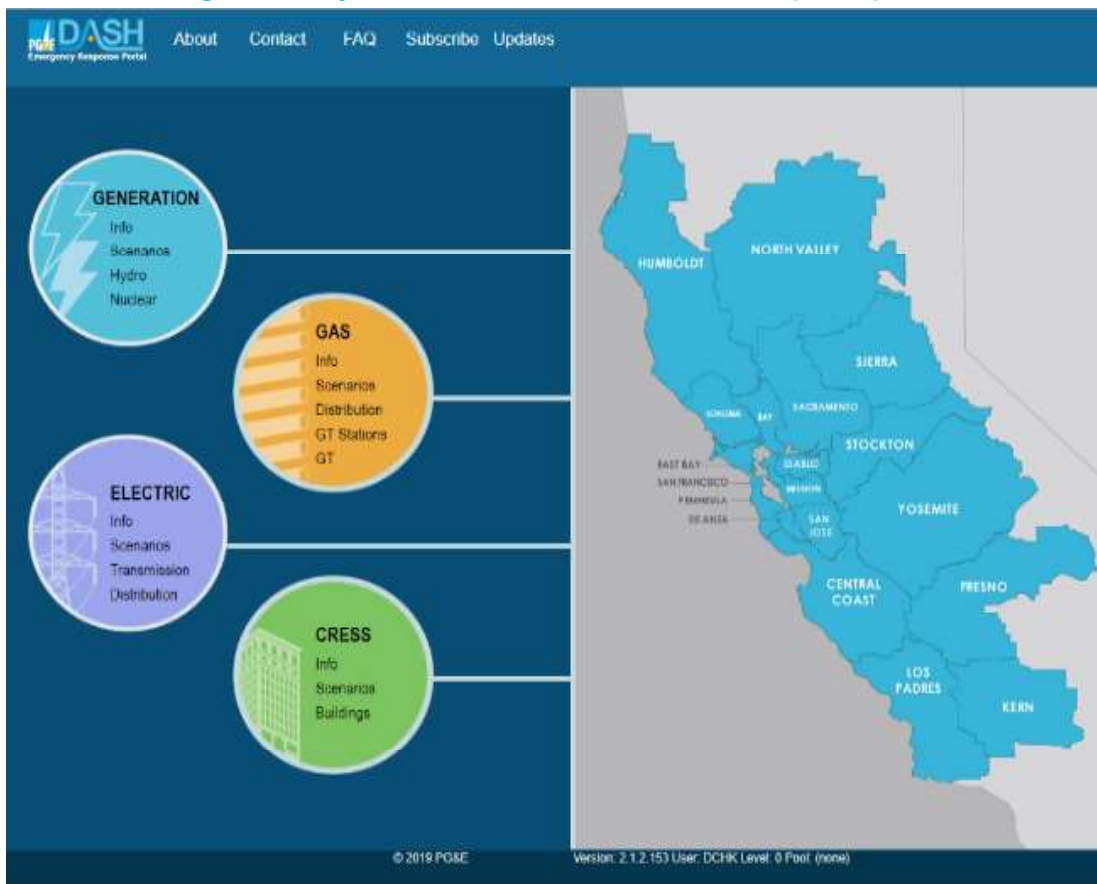 PG&E DASH
Emergency Response Portal
About Contact FAQ Subscribe Updates
GENERATION
Info
Scenarios
Hydro
Nuclear
GAS
Info
Scenarios
Distribution
GT Stations
GT
ELECTRIC
Info
Scenarios
Transmission
Distribution
CRESS
Info
Scenarios
Buildings
HUMBOLDT
NORTH VALLEY
SIERRA
SONOMA
BAY
SACRAMENTO
STOCKTON
EAST BAY
DIABLO
SAN FRANCISCO
MISSION
PENINSULA
YOSEMITE
DE ANZA
SAN
JOSE
CENTRAL
COAST
FRESNO
LOS
PADRES
KERN
© 2019 PG&E
Version: 2.1.2.153 User: DCHK Level: 0 Pool: (none)